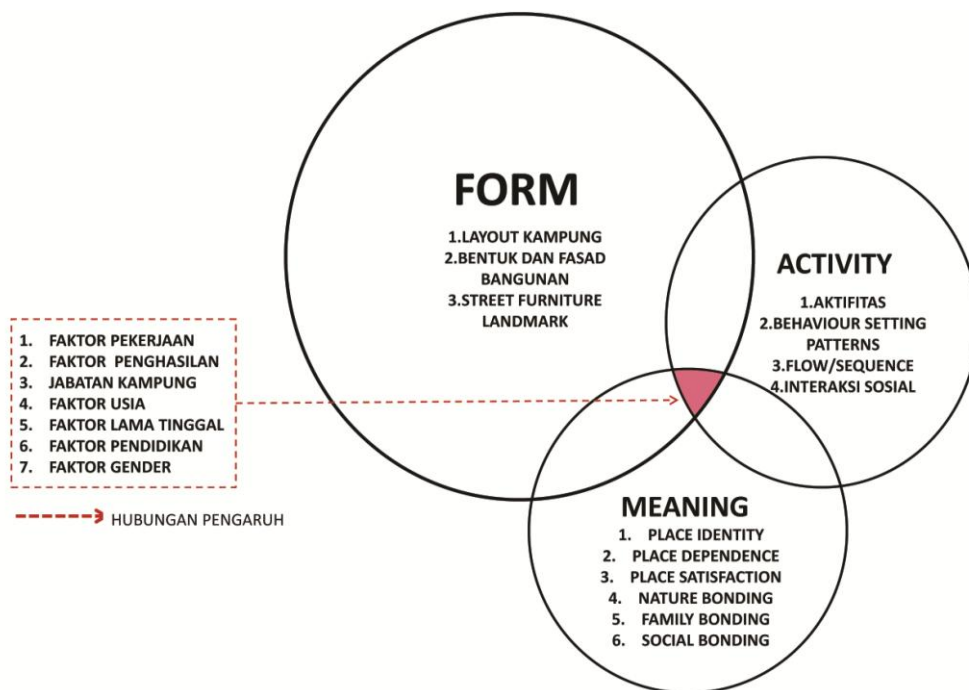 FORM
1.LAYOUT KAMPUNG
2.BENTUK DAN FASAD
BANGUNAN
3.STREET FURNITURE
LANDMARK
ACTIVITY
1.AKTIFITAS
2.BEHAVIOUR SETTING
PATTERNS
3.FLOW/SEQUENCE
4.INTERAKSI SOSIAL
1. FAKTOR PEKERJAAN
2. FAKTOR PENGHASILAN
3. JABATAN KAMPUNG
4. FAKTOR USIA
5. FAKTOR LAMA TINGGAL
6. FAKTOR PENDIDIKAN
7. FAKTOR GENDER
HUBUNGAN PENGARUH
MEANING
1. PLACE IDENTITY
2. PLACE DEPENDENCE
3. PLACE SATISFACTION
4. NATURE BONDING
5. FAMILY BONDING
6. SOCIAL BONDING